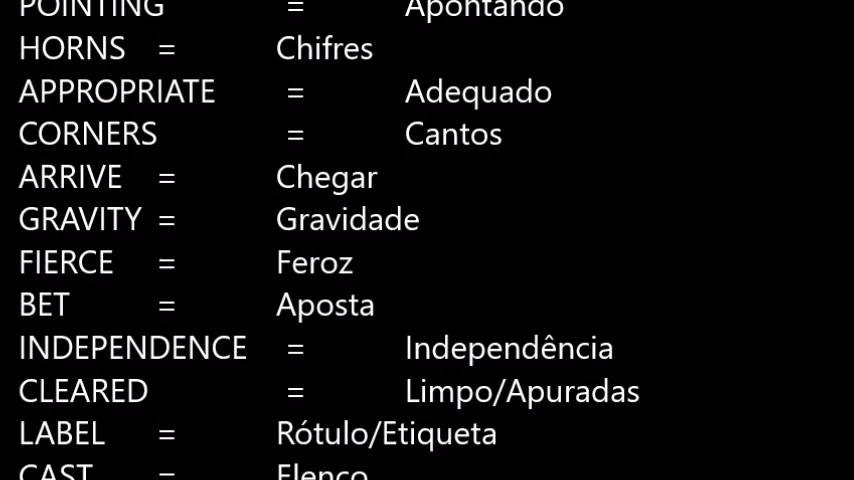 POINTING = Apontando
HORNS = Chifres
APPROPRIATE = Adequado
CORNERS = Cantos
ARRIVE = Chegar
GRAVITY = Gravidade
FIERCE = Feroz
BET = Aposta
INDEPENDENCE = Independência
CLEARED = Limpo/Apuradas
LABEL = Rótulo/Etiqueta
CAST = Elenco